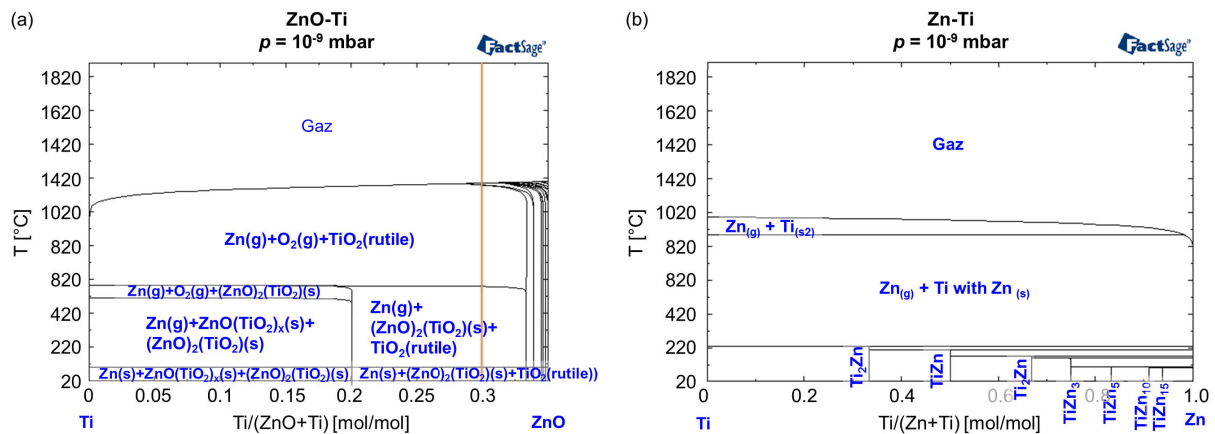 (a)
ZnO-Ti
p = 10⁻⁹ mbar
FactSage™
T [°C]
1820
1620
1420
1220
1020
820
620
420
220
20
Gaz
Zn(g)+O₂(g)+TiO₂(rutile)
Zn(g)+O₂(g)+(ZnO)₂(TiO₂)(s)
Zn(g)+ZnO(TiO₂)ₓ(s)+
(ZnO)₂(TiO₂)(s)
Zn(g)+
(ZnO)₂(TiO₂)(s)+
TiO₂(rutile)
Zn(s)+ZnO(TiO₂)ₓ(s)+(ZnO)₂(TiO₂)(s)
Zn(s)+(ZnO)₂(TiO₂)(s)+TiO₂(rutile))
0 0.05 0.1 0.15 0.2 0.25 0.3
Ti Ti/(ZnO+Ti) [mol/mol] ZnO
(b)
Zn-Ti
p = 10⁻⁹ mbar
FactSage™
T [°C]
1820
1620
1420
1220
1020
820
620
420
220
20
Gaz
Zn(g) + Ti(s2)
Zn(g) + Ti with Zn (s)
Ti₂Zn
TiZn
Ti₂Zn
TiZn₃
TiZn₅
TiZn₁₀
TiZn₁₅
0 0.2 0.4 0.6 0.8 1.0
Ti Ti/(Zn+Ti) [mol/mol] Zn